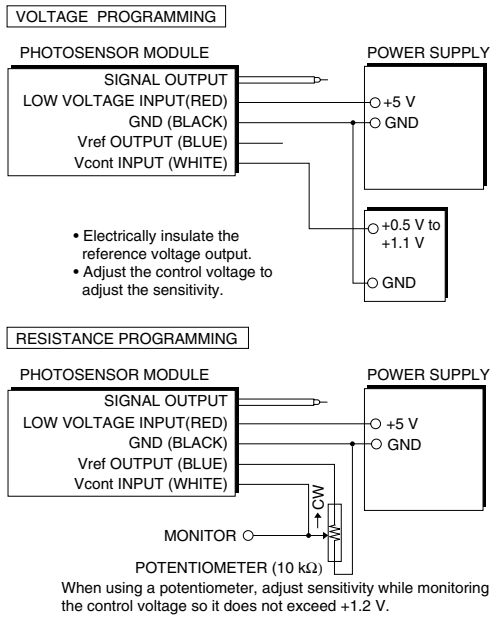 VOLTAGE PROGRAMMING
PHOTOSENSOR MODULE
POWER SUPPLY
SIGNAL OUTPUT
LOW VOLTAGE INPUT(RED)
GND (BLACK)
Vref OUTPUT (BLUE)
Vcont INPUT (WHITE)
+5 V
GND
+0.5 V to
+1.1 V
GND
• Electrically insulate the
reference voltage output.
• Adjust the control voltage to
adjust the sensitivity.
RESISTANCE PROGRAMMING
PHOTOSENSOR MODULE
POWER SUPPLY
SIGNAL OUTPUT
LOW VOLTAGE INPUT(RED)
GND (BLACK)
Vref OUTPUT (BLUE)
Vcont INPUT (WHITE)
+5 V
GND
CW
MONITOR
POTENTIOMETER (10 kΩ)
When using a potentiometer, adjust sensitivity while monitoring
the control voltage so it does not exceed +1.2 V.